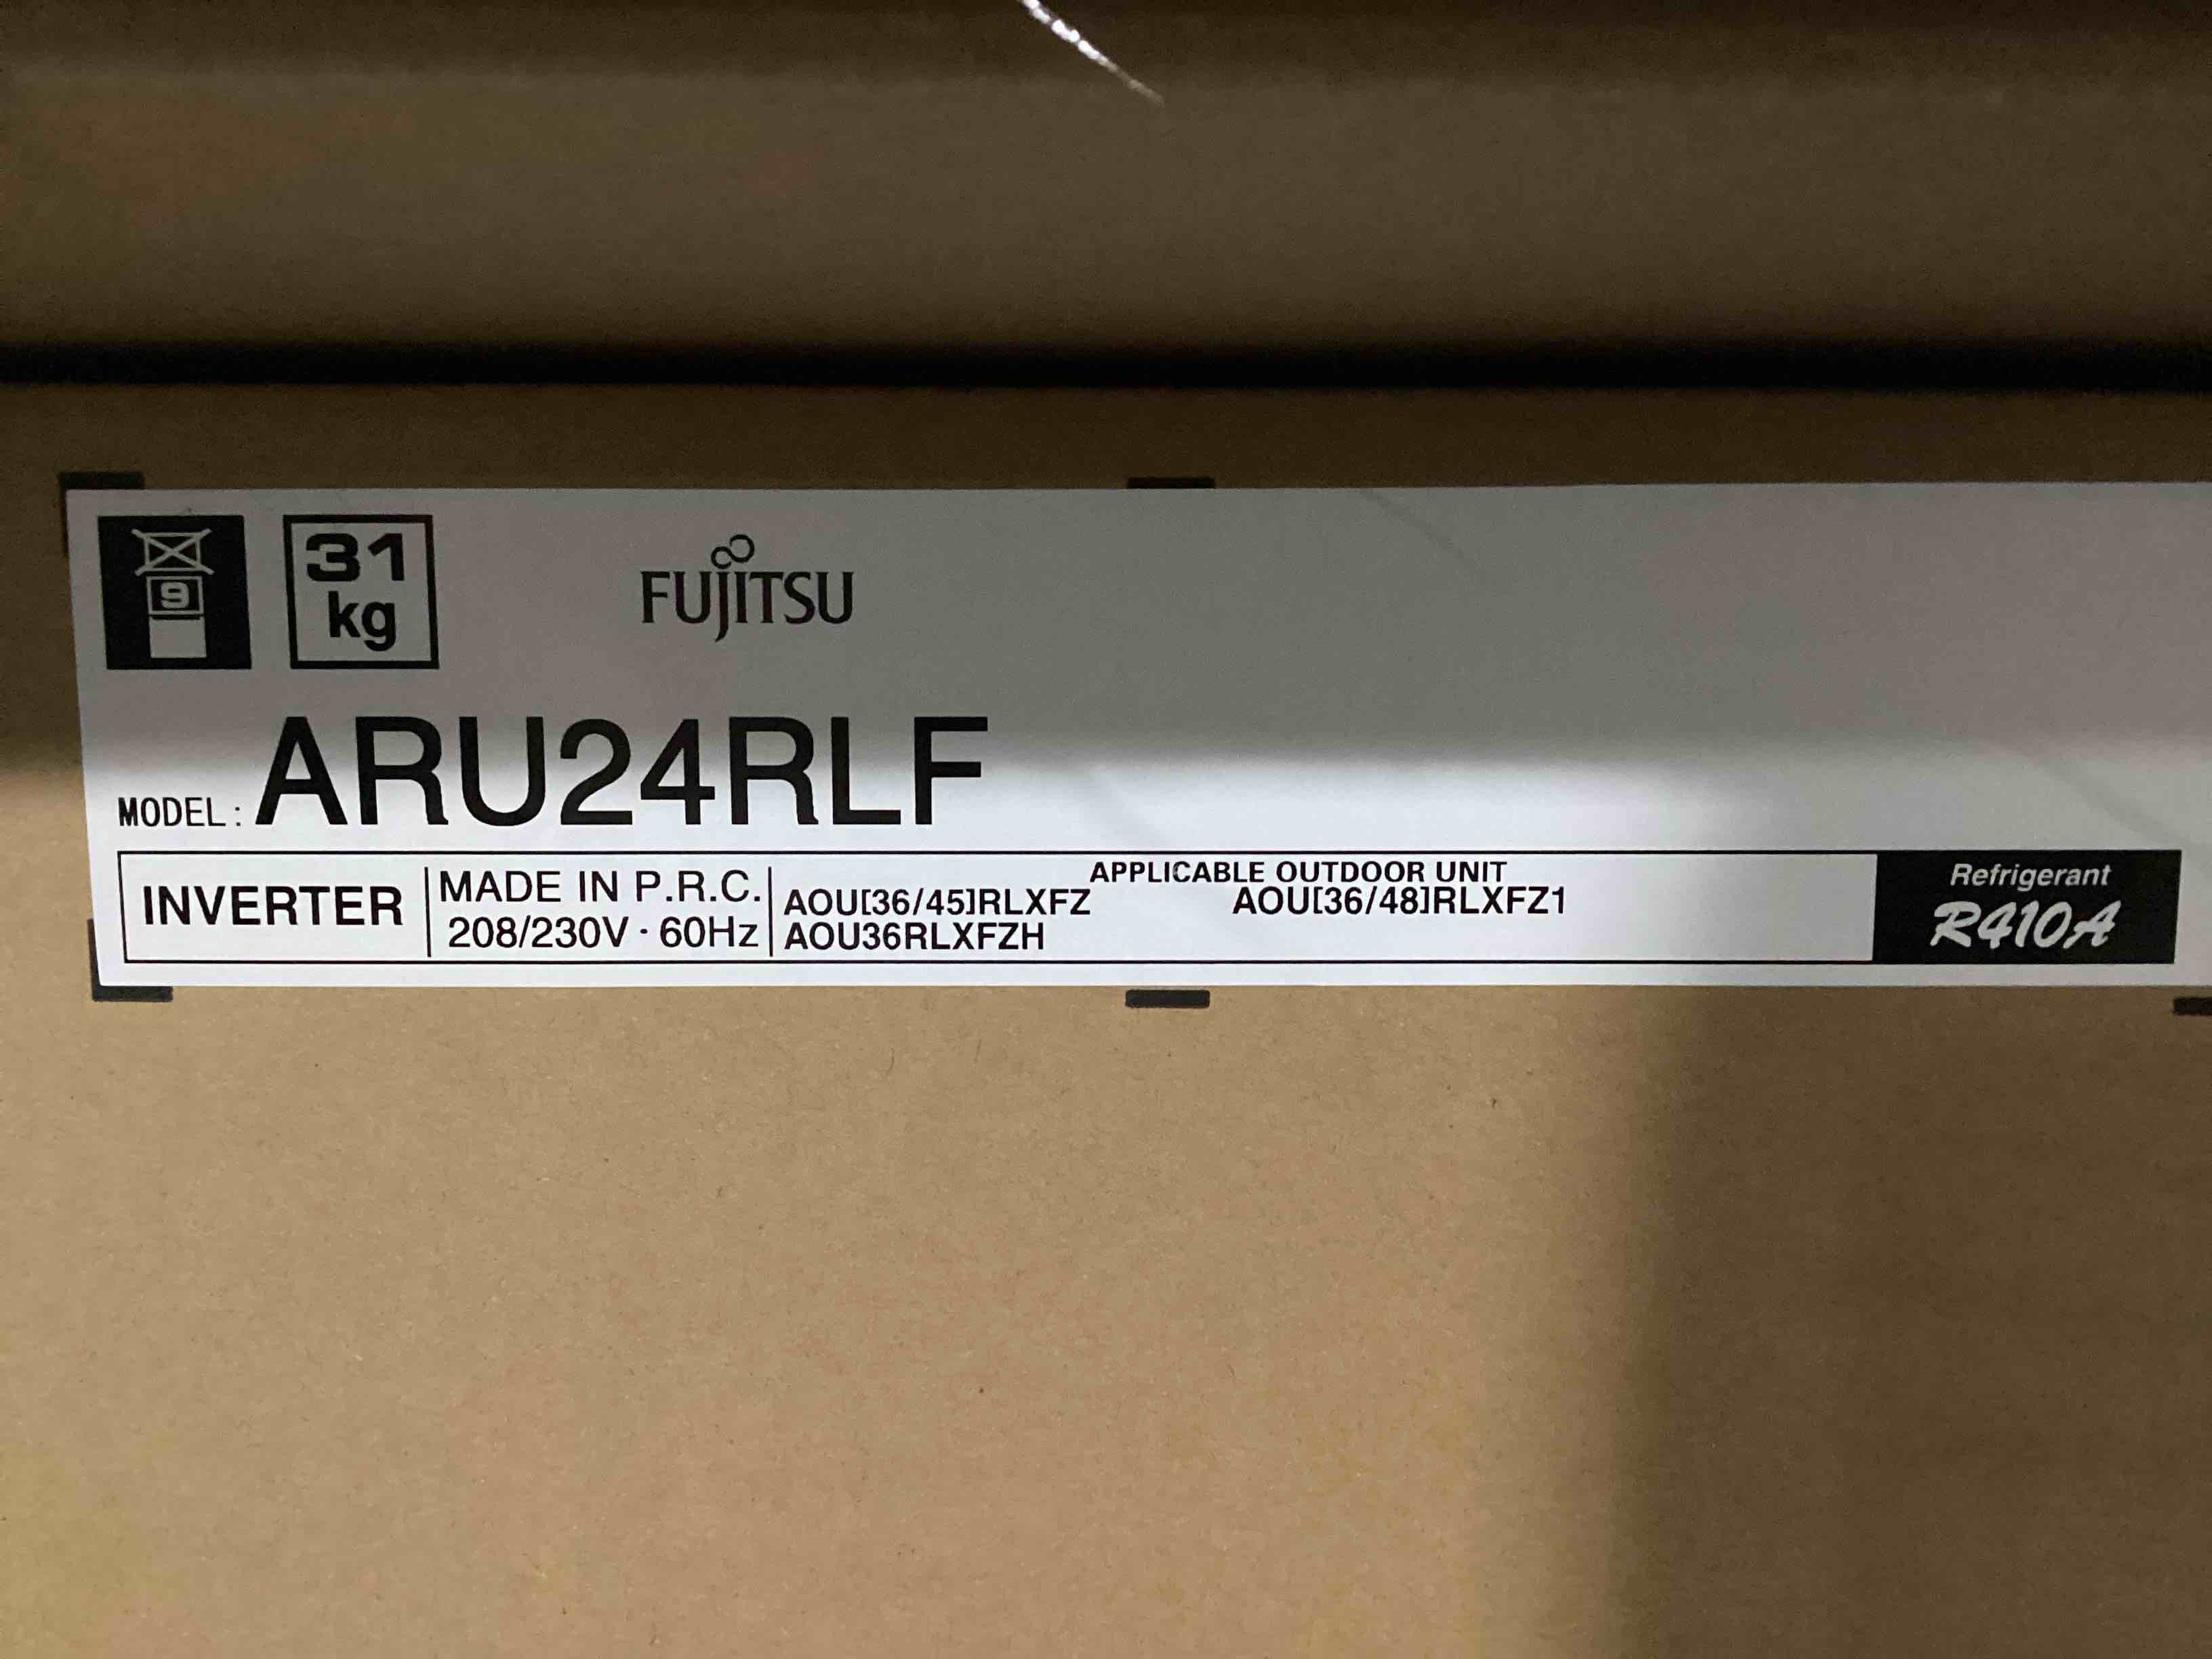 9
31
kg
FUJITSU
MODEL: ARU24RLF
INVERTER
MADE IN P.R.C.
208/230V · 60Hz
APPLICABLE OUTDOOR UNIT
AOU[36/45]RLXFZ AOU[36/48]RLXFZ1
AOU36RLXFZH
Refrigerant
R410A